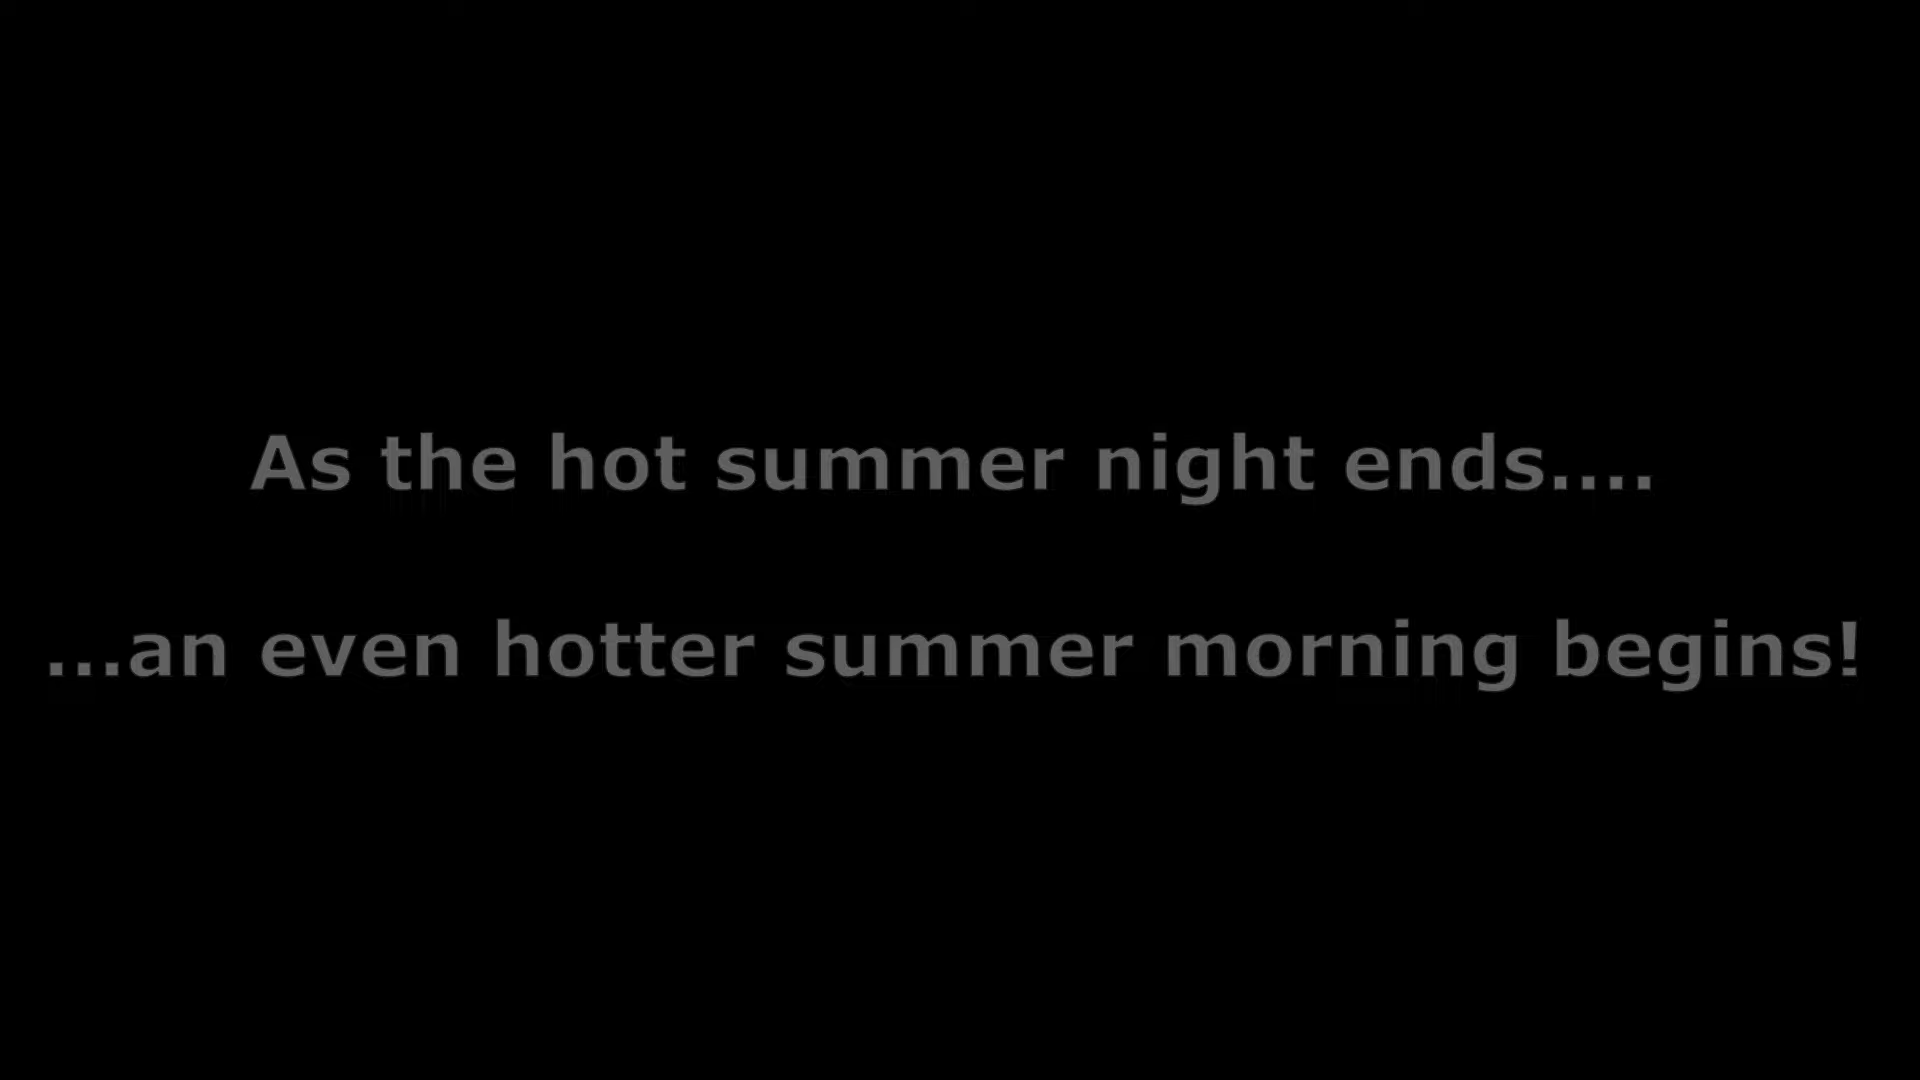 As the hot summer night ends....
...an even hotter summer morning begins!